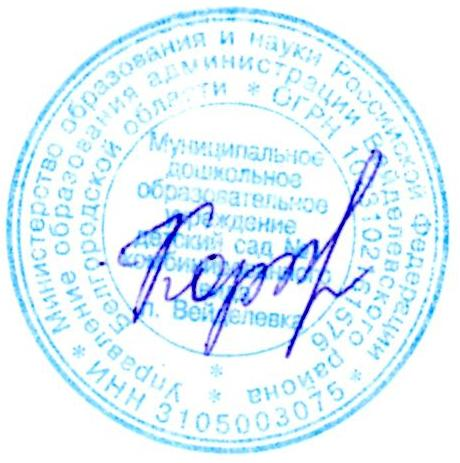 * Министерство образования и науки Российской Федерации * ИНН 3105003075
* Управление образования администрации Вейделевского района
Белгородской области * ОГРН
Муниципальное
дошкольное
образовательное
учреждение
детский сад
комбинированного
вида
п. Вейделевка